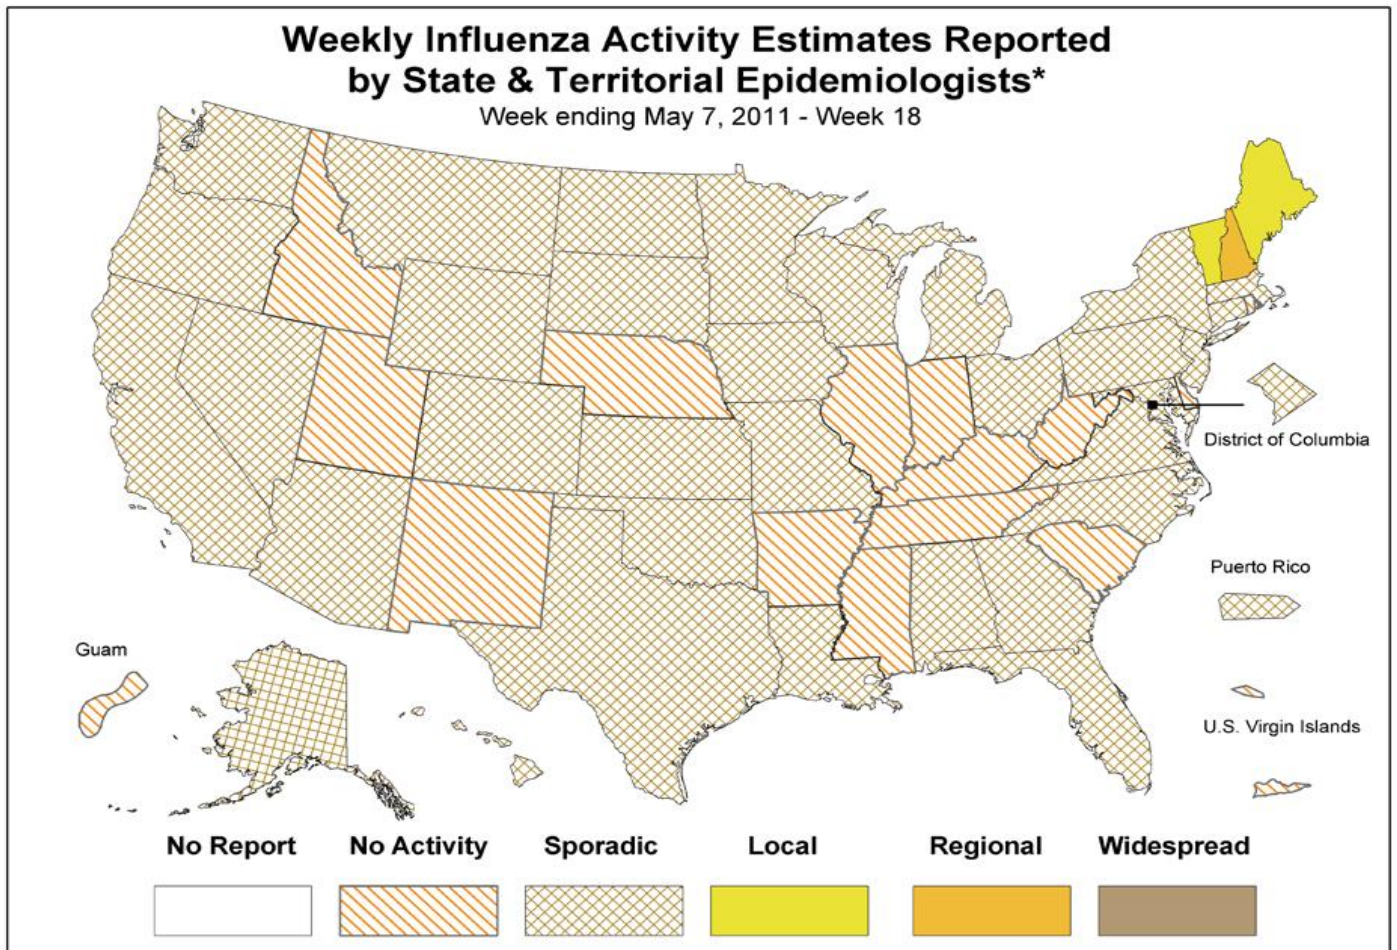 Weekly Influenza Activity Estimates Reported
by State & Territorial Epidemiologists*
Week ending May 7, 2011 - Week 18
District of Columbia
Puerto Rico
Guam
U.S. Virgin Islands
No Report
No Activity
Sporadic
Local
Regional
Widespread